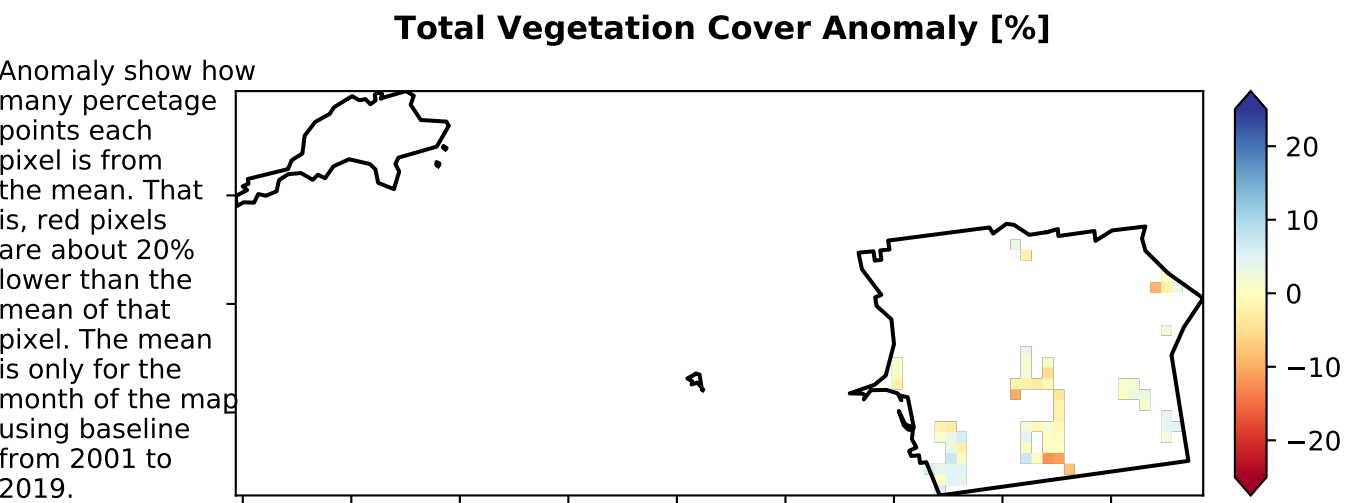 Total Vegetation Cover Anomaly [%]
Anomaly show how
many percetage
points each
pixel is from
the mean. That
is, red pixels
are about 20%
lower than the
mean of that
pixel. The mean
is only for the
month of the map
using baseline
from 2001 to
2019.
20
10
0
−10
−20